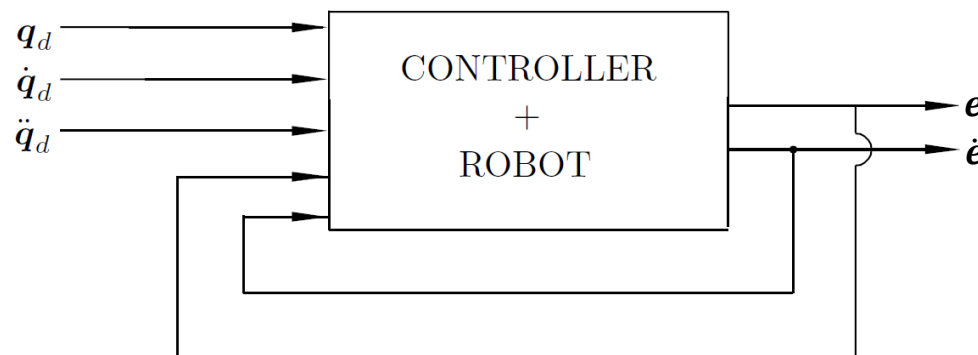 q_d
q̇_d
q̈_d
CONTROLLER
+
ROBOT
e
ė